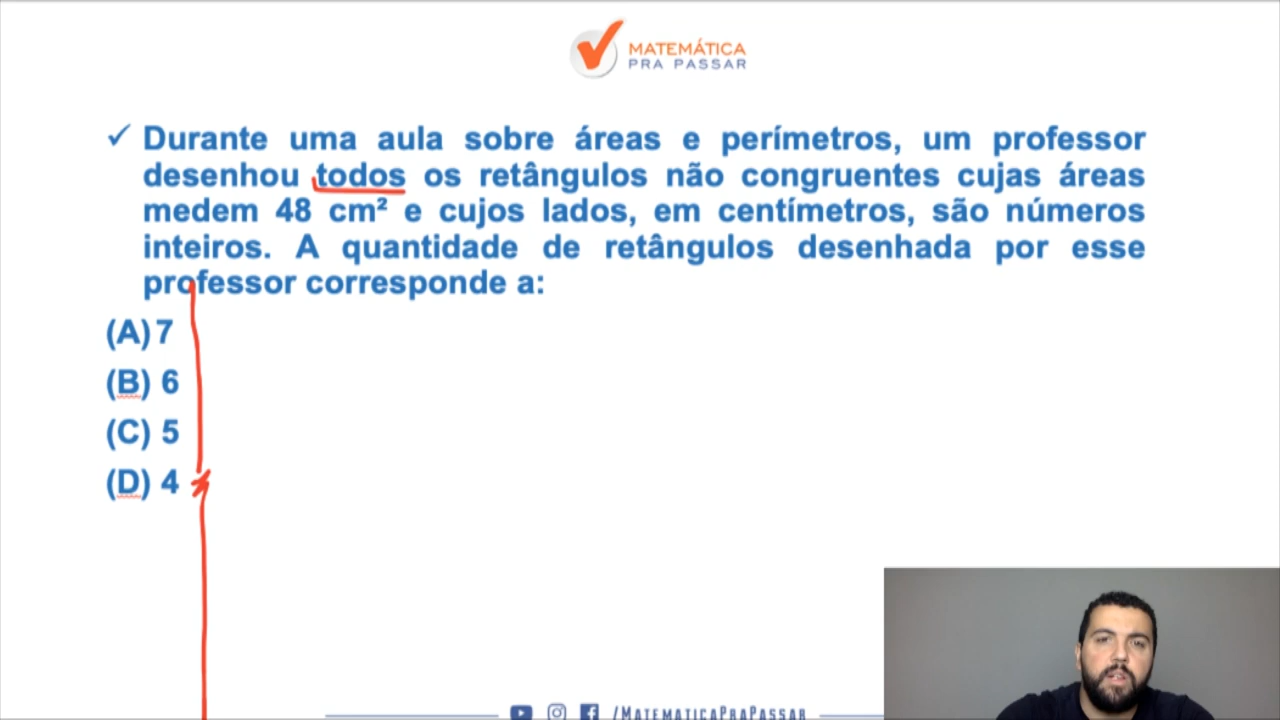 MATEMÁTICA
PRA PASSAR
✓ Durante uma aula sobre áreas e perímetros, um professor
desenhou todos os retângulos não congruentes cujas áreas
medem 48 cm² e cujos lados, em centímetros, são números
inteiros. A quantidade de retângulos desenhada por esse
professor corresponde a:
(A) 7
(B) 6
(C) 5
(D) 4
/MATEMATICAPRAPASSAR